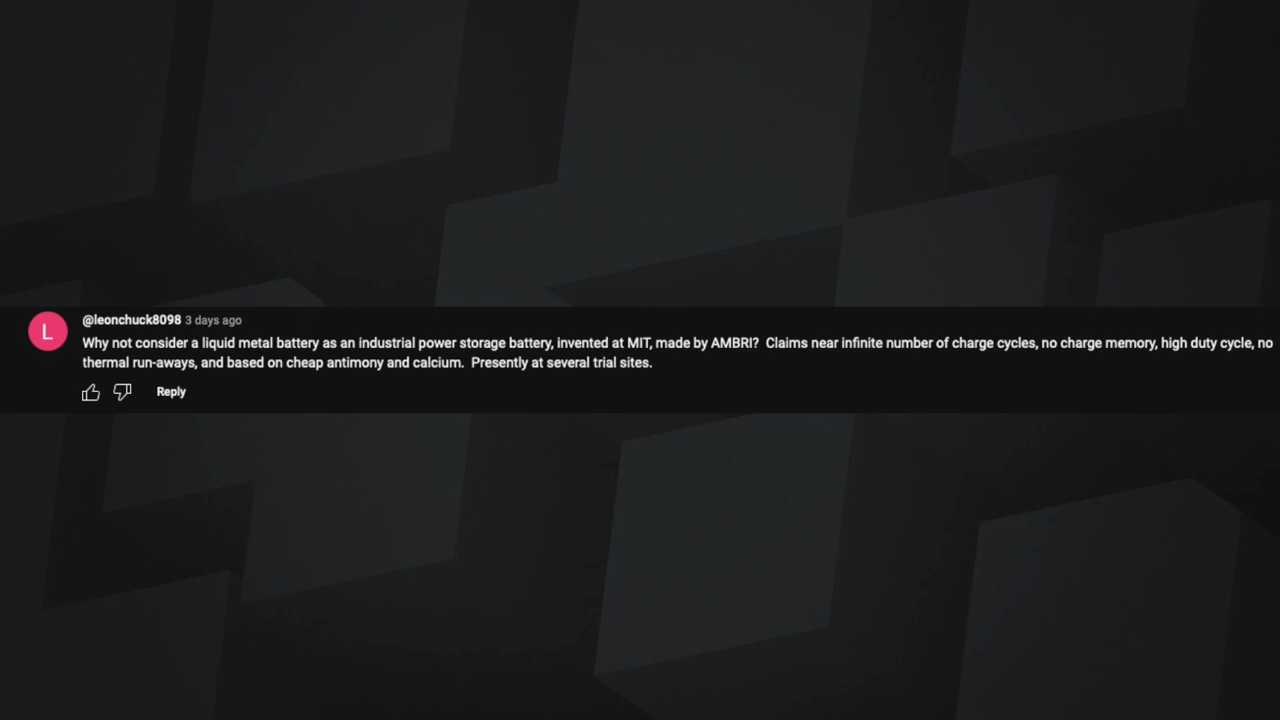 L
@leonchuck8098 3 days ago
Why not consider a liquid metal battery as an industrial power storage battery, invented at MIT, made by AMBRI?  Claims near infinite number of charge cycles, no charge memory, high duty cycle, no
thermal run-aways, and based on cheap antimony and calcium.  Presently at several trial sites.
Reply